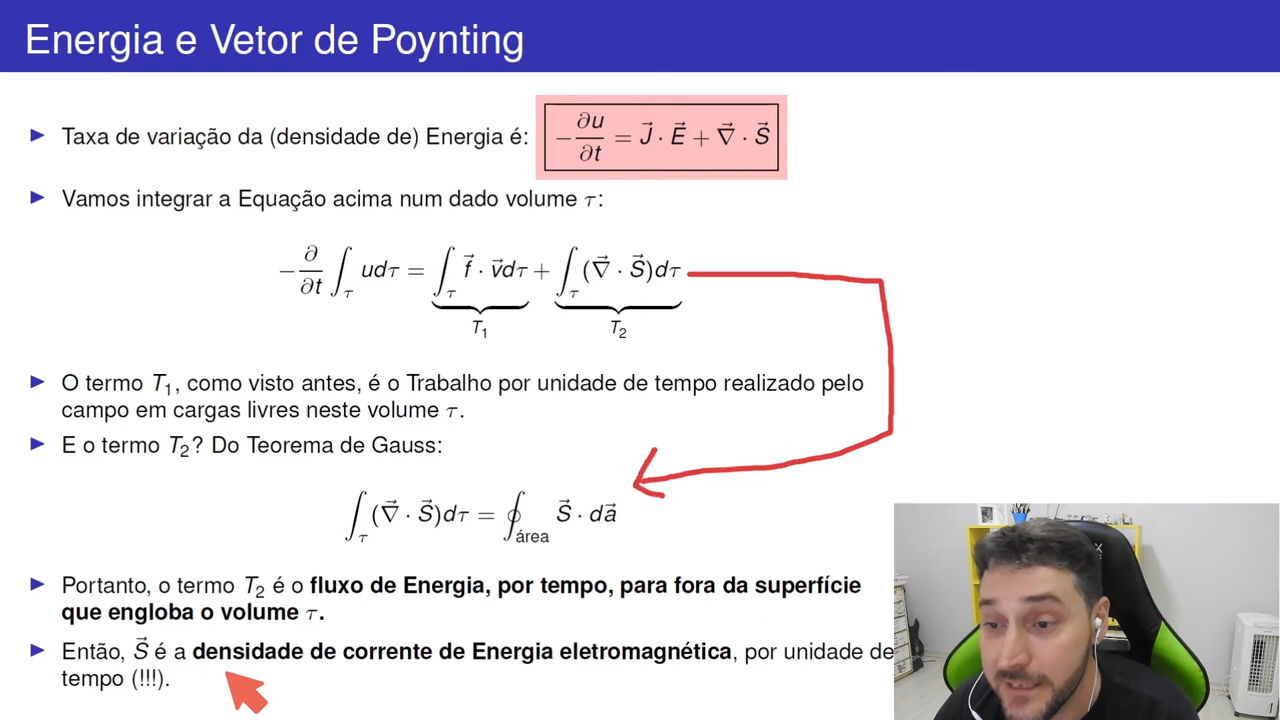 Energia e Vetor de Poynting
▶ Taxa de variação da (densidade de) Energia é: −∂u/∂t = J⃗ · E⃗ + ∇⃗ · S⃗
▶ Vamos integrar a Equação acima num dado volume τ:
−∂/∂t ∫_τ udτ = ∫_τ f⃗ · v⃗dτ + ∫_τ (∇⃗ · S⃗)dτ
T₁ T₂
▶ O termo T₁, como visto antes, é o Trabalho por unidade de tempo realizado pelo
campo em cargas livres neste volume τ.
▶ E o termo T₂? Do Teorema de Gauss:
∫_τ (∇⃗ · S⃗)dτ = ∮_área S⃗ · da⃗
▶ Portanto, o termo T₂ é o fluxo de Energia, por tempo, para fora da superfície
que engloba o volume τ.
▶ Então, S⃗ é a densidade de corrente de Energia eletromagnética, por unidade de
tempo (!!!).